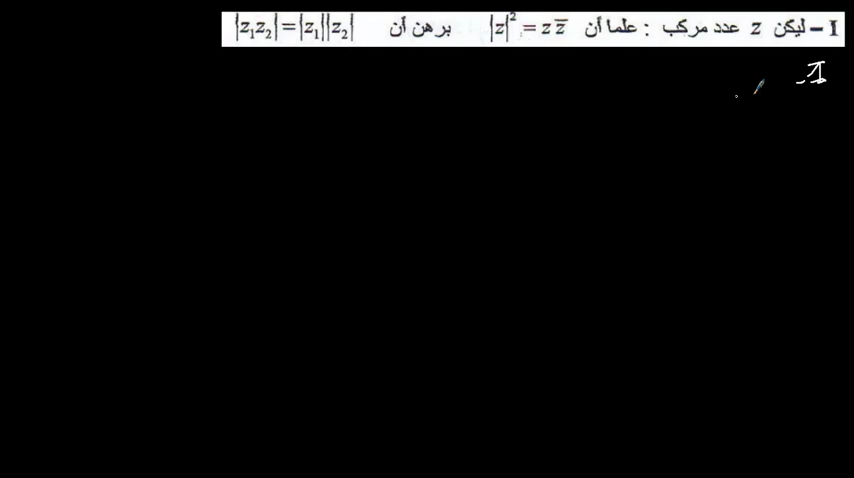 I – ليكن z عدد مركب : علما أن |z|² = z z̅ برهن أن |z₁z₂|=|z₁||z₂|
I-